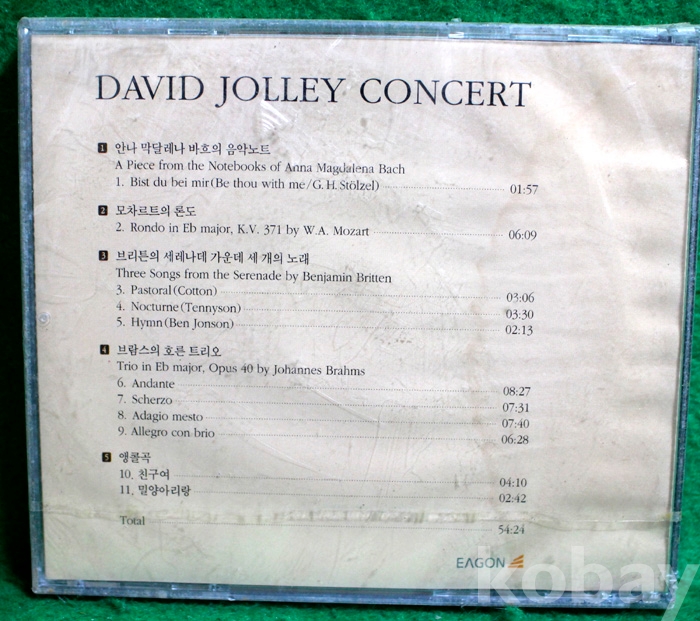 DAVID JOLLEY CONCERT
1 안나 막달레나 바흐의 음악노트
A Piece from the Notebooks of Anna Magdalena Bach
1. Bist du bei mir(Be thou with me/G. H. Stölzel) 01:57
2 모차르트의 론도
2. Rondo in Eb major, K.V. 371 by W.A. Mozart 06:09
3 브리튼의 세레나데 가운데 세 개의 노래
Three Songs from the Serenade by Benjamin Britten
3. Pastoral(Cotton) 03:06
4. Nocturne(Tennyson) 03:30
5. Hymn(Ben Jonson) 02:13
4 브람스의 호른 트리오
Trio in Eb major, Opus 40 by Johannes Brahms
6. Andante 08:27
7. Scherzo 07:31
8. Adagio mesto 07:40
9. Allegro con brio 06:28
5 앵콜곡
10. 친구여 04:10
11. 밀양아리랑 02:42
Total 54:24
EAGON
kobay